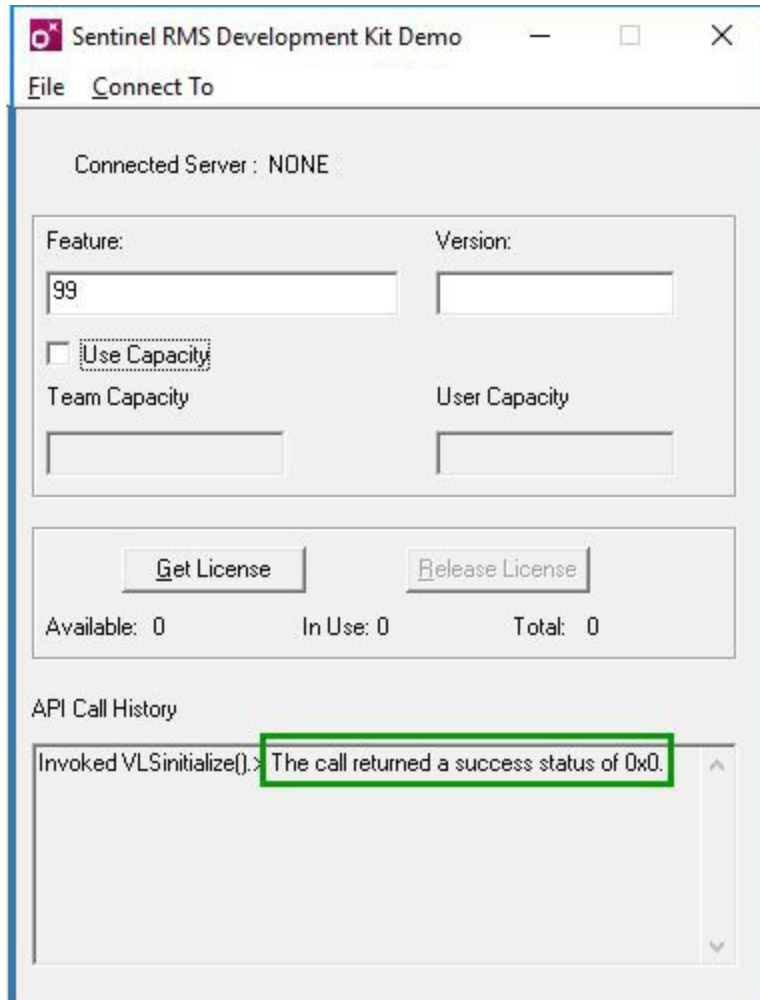 Sentinel RMS Development Kit Demo
File Connect To
Connected Server : NONE
Feature: Version:
99
Use Capacity
Team Capacity User Capacity
Get License Release License
Available: 0 In Use: 0 Total: 0
API Call History
Invoked VLSinitialize().> The call returned a success status of 0x0.